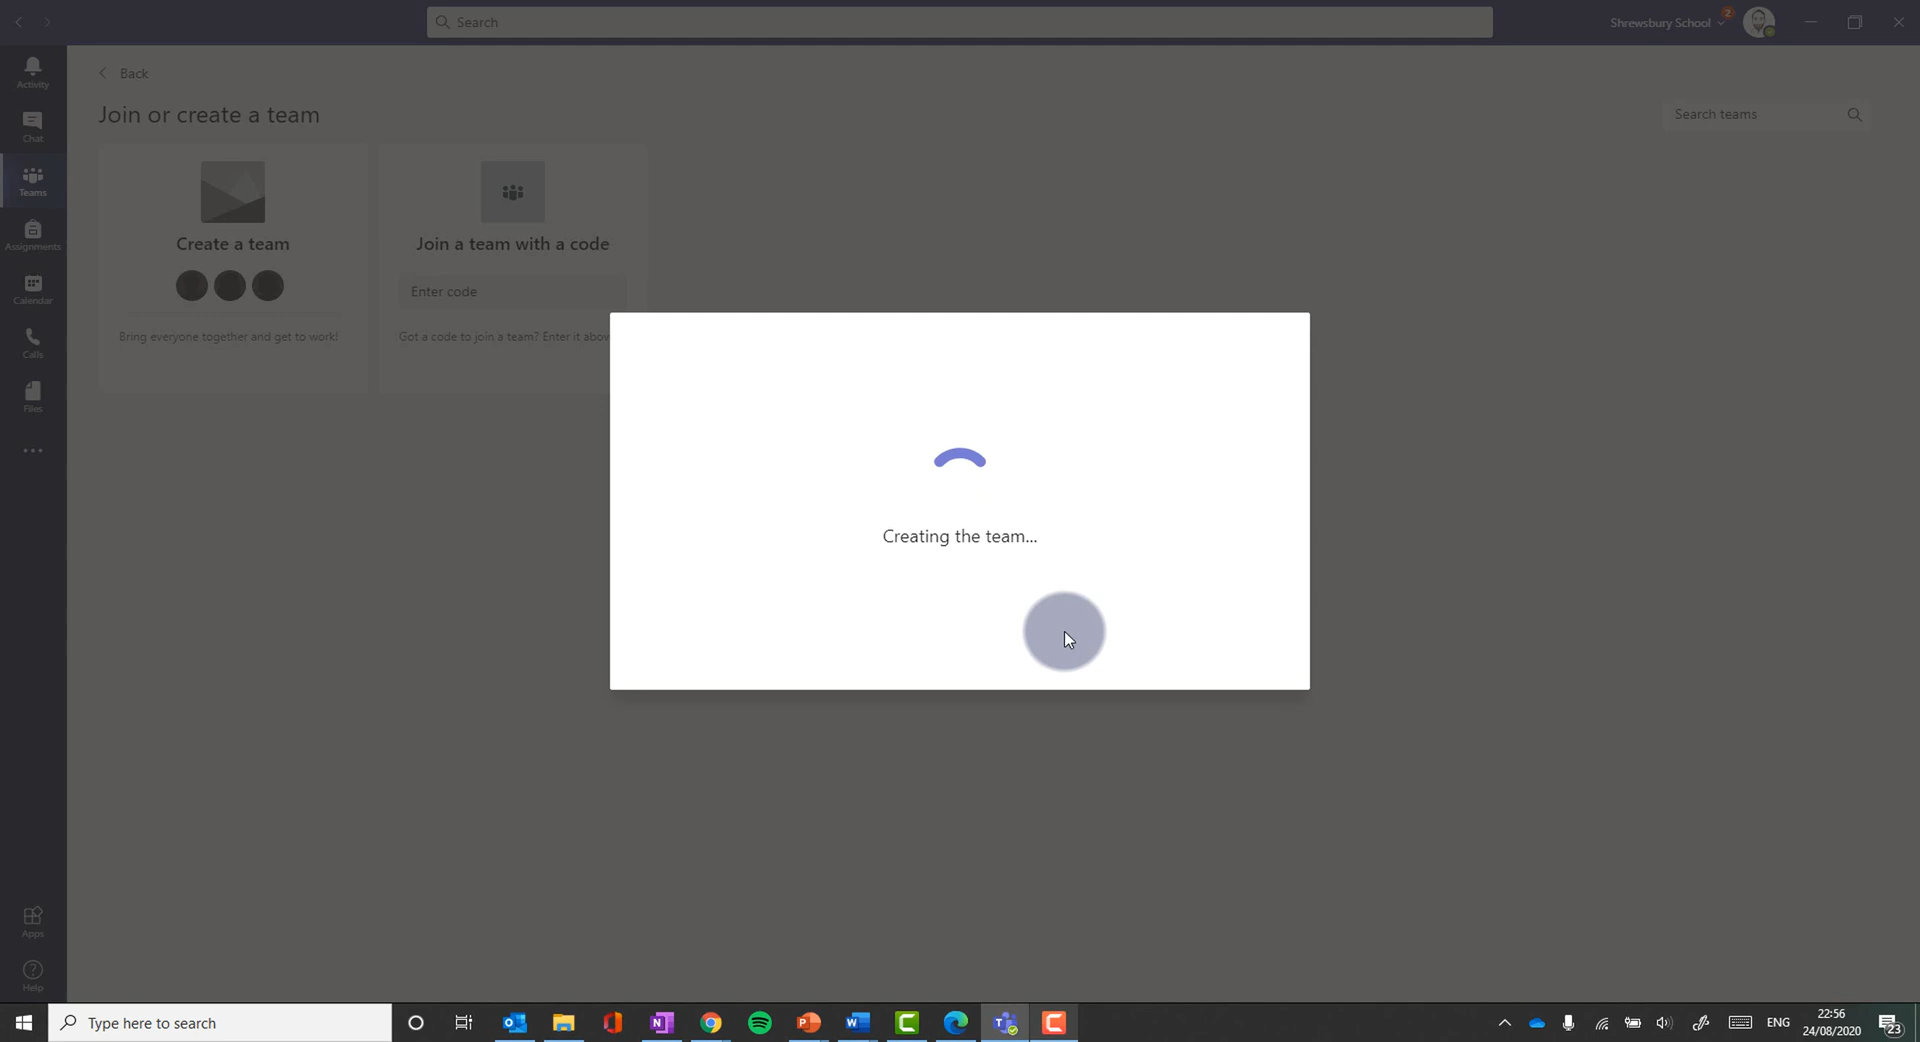 Search
Shrewsbury School
2
Activity
Chat
Teams
Assignments
Calendar
Calls
Files
Apps
Help
Back
Join or create a team
Search teams
Create a team
Bring everyone together and get to work!
Join a team with a code
Enter code
Got a code to join a team? Enter it abov
Creating the team...
Type here to search
ENG
22:56
24/08/2020
23